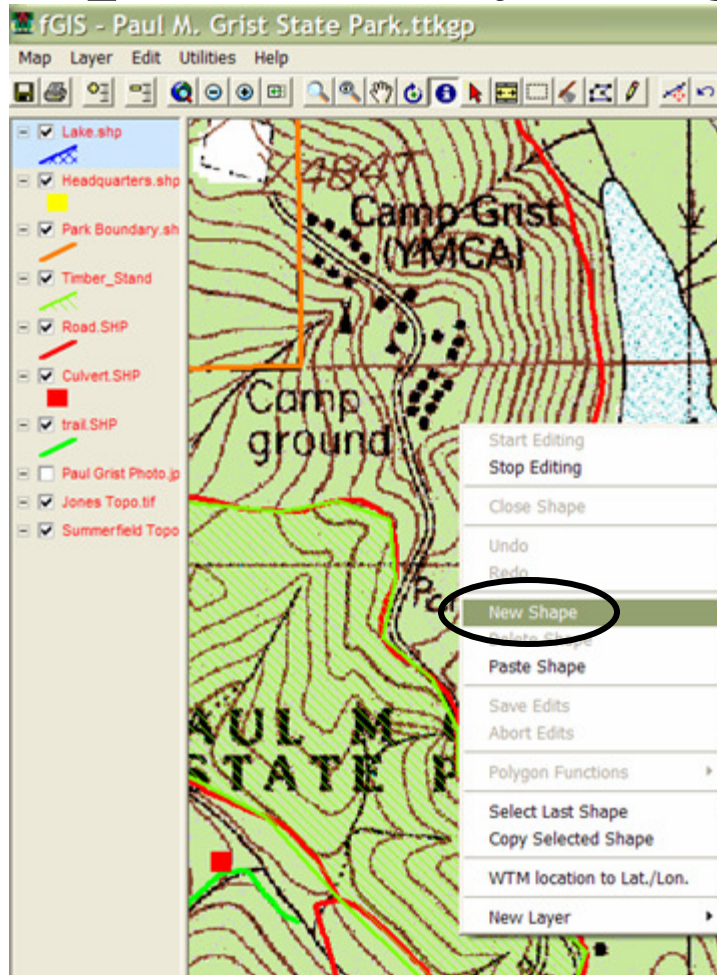 fGIS - Paul M. Grist State Park.ttkgp
Map Layer Edit Utilities Help
Lake.shp
Headquarters.shp
Park Boundary.sh
Timber_Stand
Road.SHP
Culvert.SHP
trail.SHP
Paul Grist Photo.jp
Jones Topo.tif
Summerfield Topo
X4847
Camp Grist
(YMCA)
Camp
ground
PAUL M
STATE P
Start Editing
Stop Editing
Close Shape
Undo
Redo
New Shape
Delete Shape
Paste Shape
Save Edits
Abort Edits
Polygon Functions
Select Last Shape
Copy Selected Shape
WTM location to Lat./Lon.
New Layer